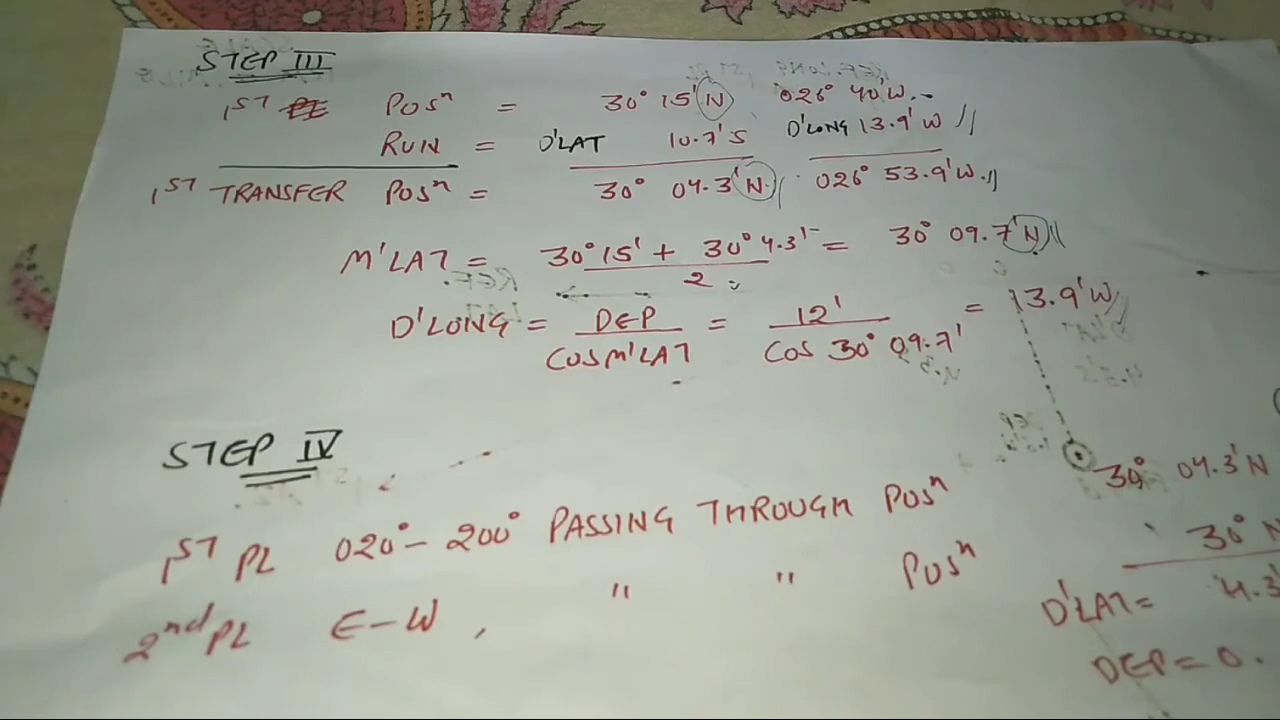 STEP III
1ST POSn = 30° 15' N 026° 40' W.
RUN = D'LAT 10.7' S D'LONG 13.9' W //
1ST TRANSFER POSn = 30° 04.3' N // 026° 53.9' W.//
M'LAT = 30° 15' + 30° 4.3' / 2 = 30° 09.7' N //
D'LONG = DEP / COS M'LAT = 12' / COS 30° 09.7' = 13.9' W //
STEP IV
30° 04.3' N
1ST PL 020° - 200° PASSING THROUGH POSn
30° N
2nd PL E-W, " " POSn
D'LAT = 4.3'
DEP = 0.